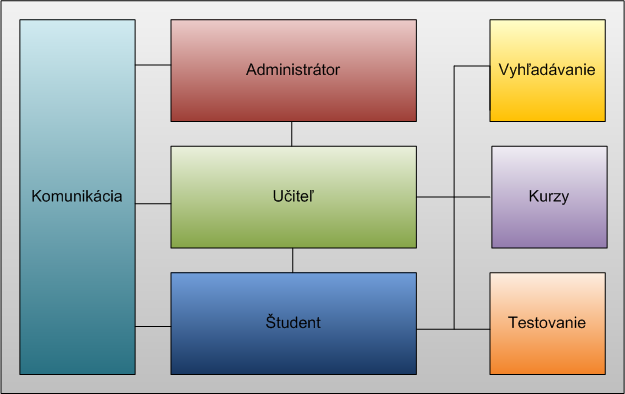 Komunikácia
Administrátor
Učiteľ
Študent
Vyhľadávanie
Kurzy
Testovanie